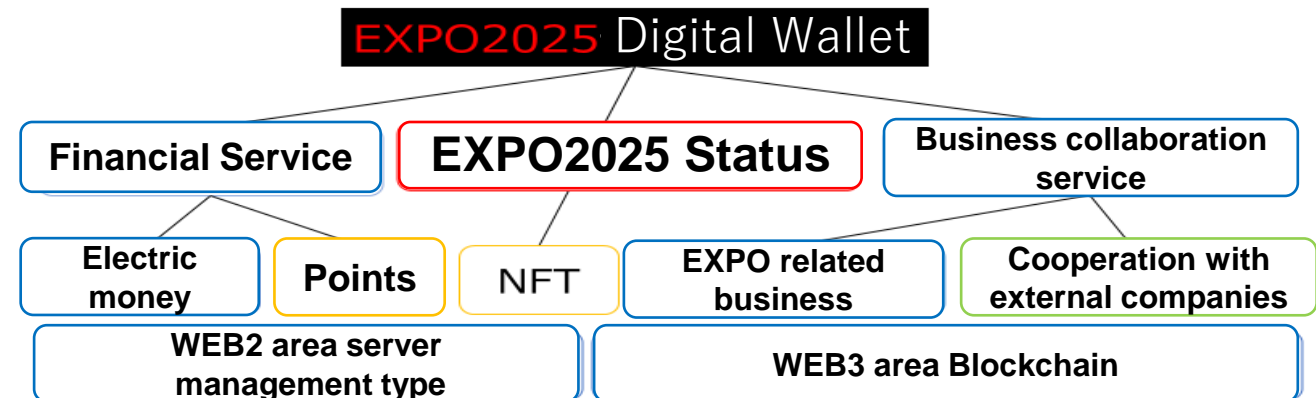 EXPO2025 Digital Wallet
Financial Service
EXPO2025 Status
Business collaboration
service
Electric
money
Points
NFT
EXPO related
business
Cooperation with
external companies
WEB2 area server
management type
WEB3 area Blockchain